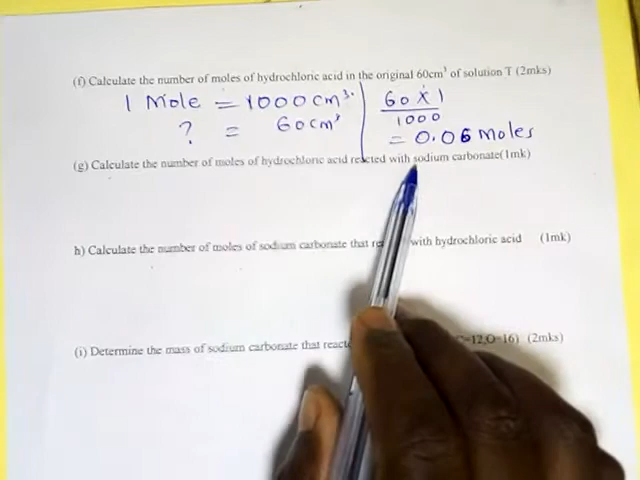 (f) Calculate the number of moles of hydrochloric acid in the original 60cm³ of solution T (2mks)
1 Mole = 1000cm³.
? = 60cm³
60 X 1
1000
= 0.06 moles
(g) Calculate the number of moles of hydrochloric acid reacted with sodium carbonate(1mk)
h) Calculate the number of moles of sodium carbonate that with hydrochloric acid (1mk)
(i) Determine the mass of sodium carbonate that =12,O=16) (2mks)